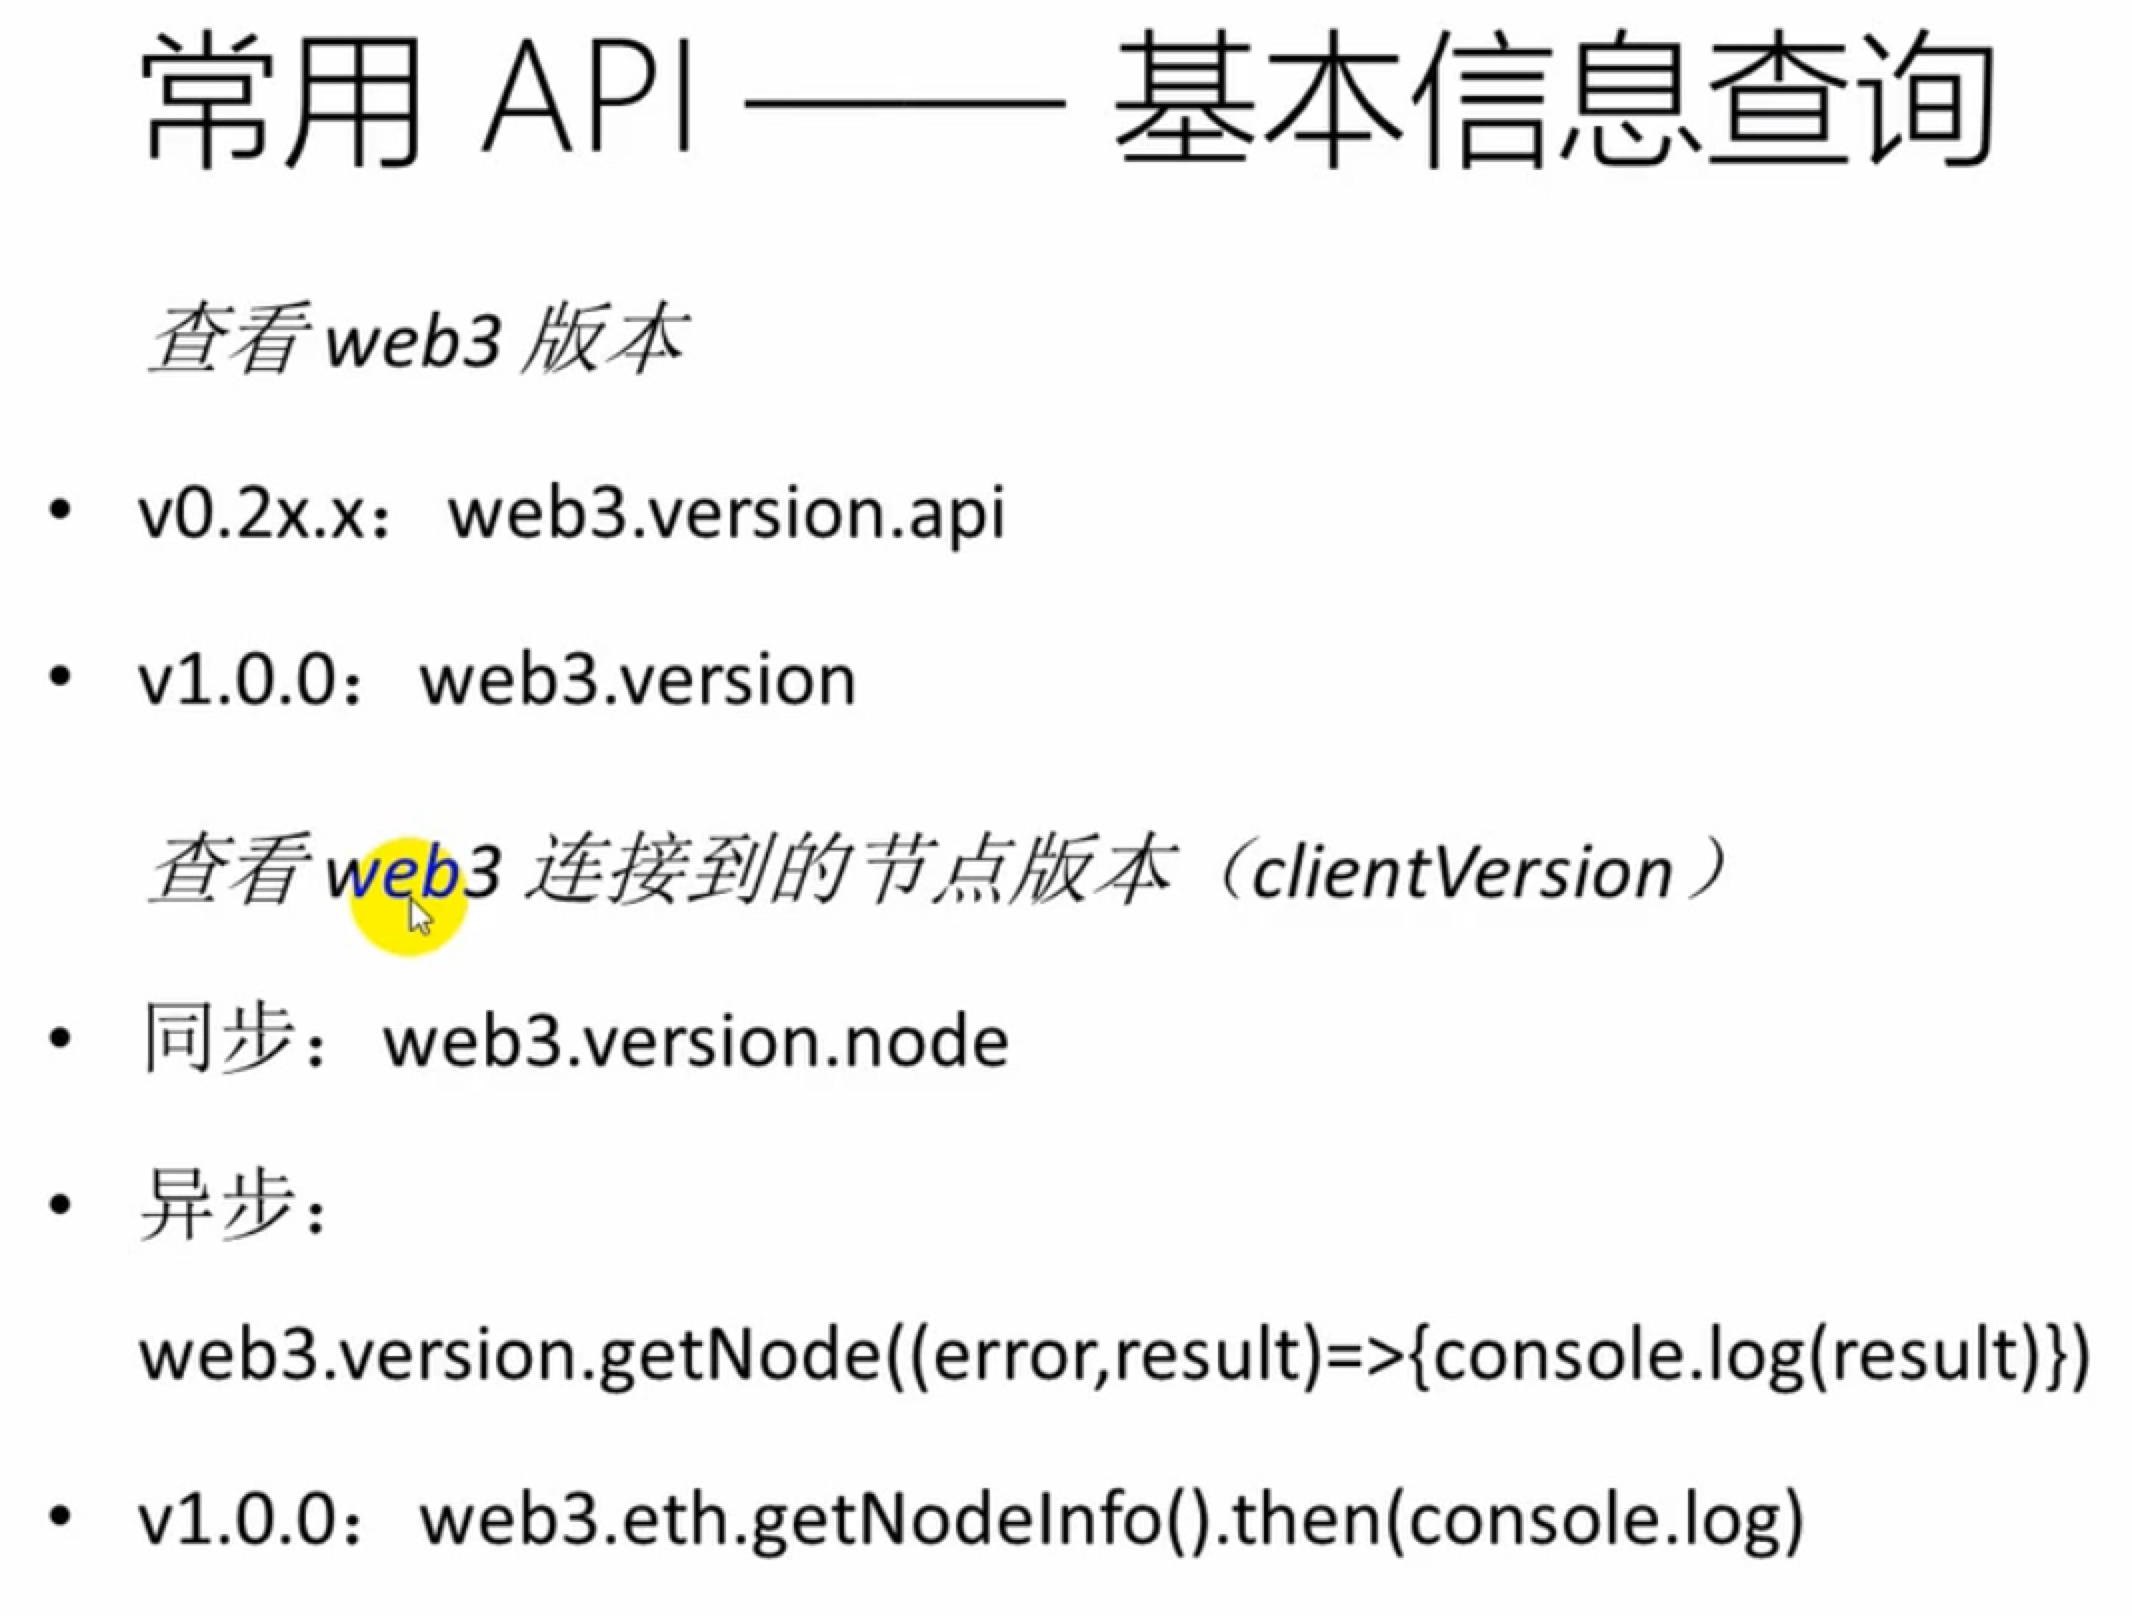 常用 API —— 基本信息查询
查看 web3 版本
• v0.2x.x： web3.version.api
• v1.0.0： web3.version
查看 web3 连接到的节点版本（clientVersion）
• 同步： web3.version.node
• 异步：
web3.version.getNode((error,result)=>{console.log(result)})
• v1.0.0： web3.eth.getNodeInfo().then(console.log)